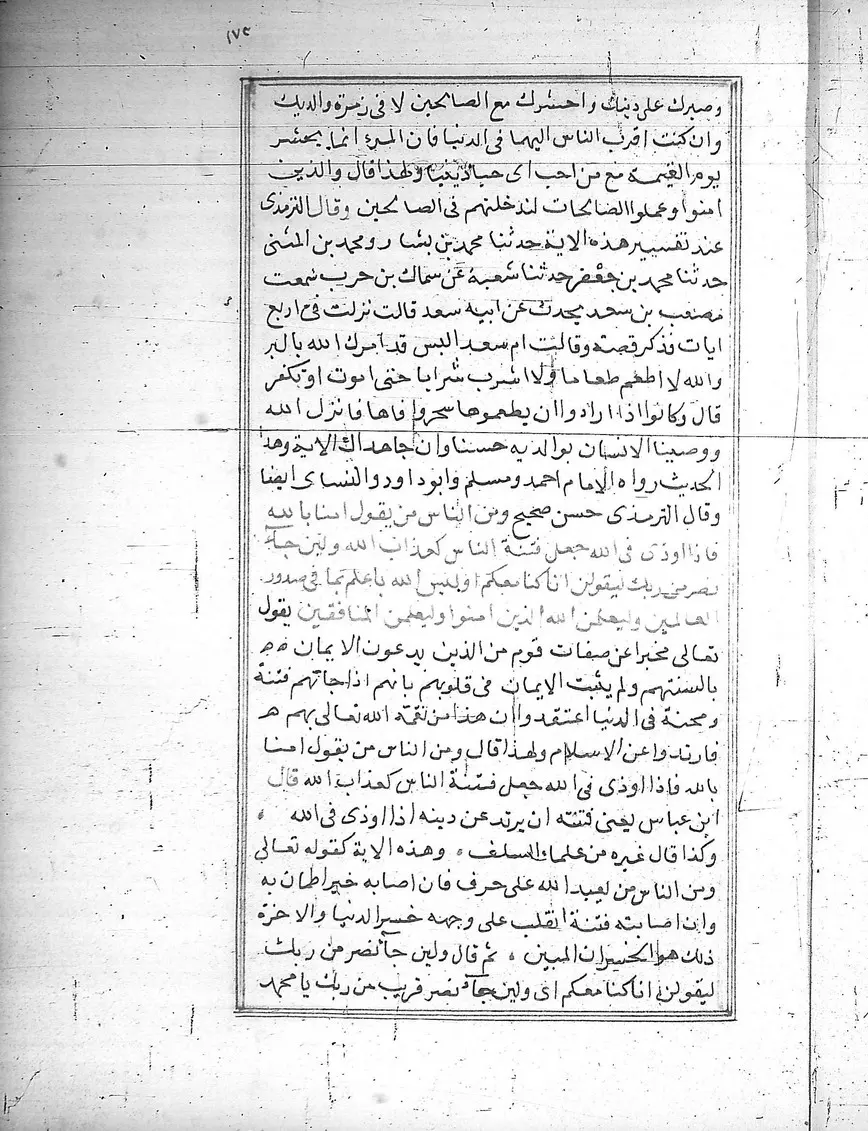 ١٧٣
وصبرك على دينك واحشرك مع الصالحين لا فى زمرة والديك
وان كنت اقرب الناس اليهما فى الدنيا فان المرء انما يحشر
يوم القيمة مع من احب اى حبا دينيا ولهذا قال والذين
امنوا وعملوا الصالحات لندخلنهم فى الصالحين وقال الترمذى
عند تفسير هذه الاية حدثنا محمد بن بشار ومحمد بن المثنى
حدثنا محمد بن جعفر حدثنا شعبة عن سماك بن حرب سمعت
مصعب بن سعد يحدث عن ابيه سعد قالت نزلت فى اربع
ايات فذكر قصته وقالت ام سعد اليس قد امرك الله بالبر
والله لا اطعم طعاما ولا اشرب شرابا حتى اموت او تكفر
قال وكانوا اذا ارادوا ان يطعموها سجروا فاها فانزل الله
ووصينا الانسان بوالديه حسنا وان جاهداك الاية وهذا
الحديث رواه الامام احمد ومسلم وابو داود والنساى ايضا
وقال الترمذى حسن صحيح ومن الناس من يقول امنا بالله
فاذا اوذى فى الله جعل فتنة الناس كعذاب الله ولين جاء
نصر من ربك ليقولن انا كنا معكم اوليس الله باعلم بما فى صدور
العالمين وليعلمن الله الذين امنوا وليعلمن المنافقين يقول
تعالى مخبرا عن صفات قوم من الذين يدعون الايمان ه ه
بالسنتهم ولم يثبت الايمان فى قلوبهم بانهم اذا جاتهم فتنة
ومحنة فى الدنيا اعتقدوا ان هذا من نقمة الله تعالى بهم ه
فارتدوا عن الاسلام ولهذا قال ومن الناس من يقول امنا
بالله فاذا اوذى فى الله جعل فتنة الناس كعذاب الله قال
ابن عباس يعنى فتنته ان يرتد عن دينه اذا اوذى فى الله ،
وكذا قال غيره من علماء السلف ، وهذه الاية كقوله تعالى
ومن الناس من يعبد الله على حرف فان اصابه خير اطمان به
وان اصابته فتنة انقلب على وجهه خسر الدنيا والاخرة
ذلك هو الخسران المبين ، ثم قال ولين جآ نصر من ربك
ليقولن انا كنا معكم اى ولين جآء نصر قريب من ربك يا محمد